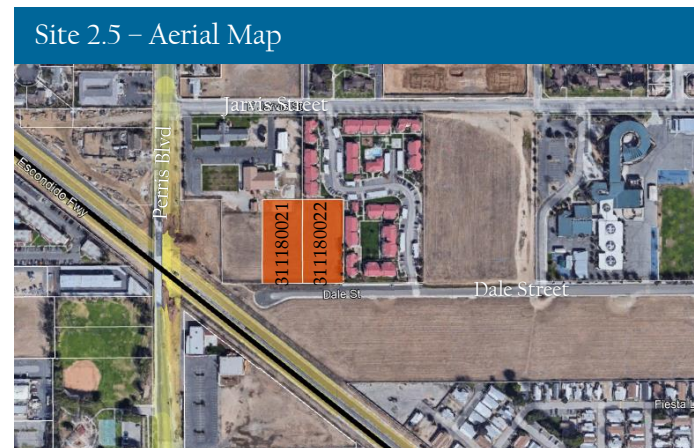 Site 2.5 – Aerial Map
Jarvis Street
Perris Blvd
Escondido Fwy
311180021
311180022
Dale St
Dale Street
Fiesta